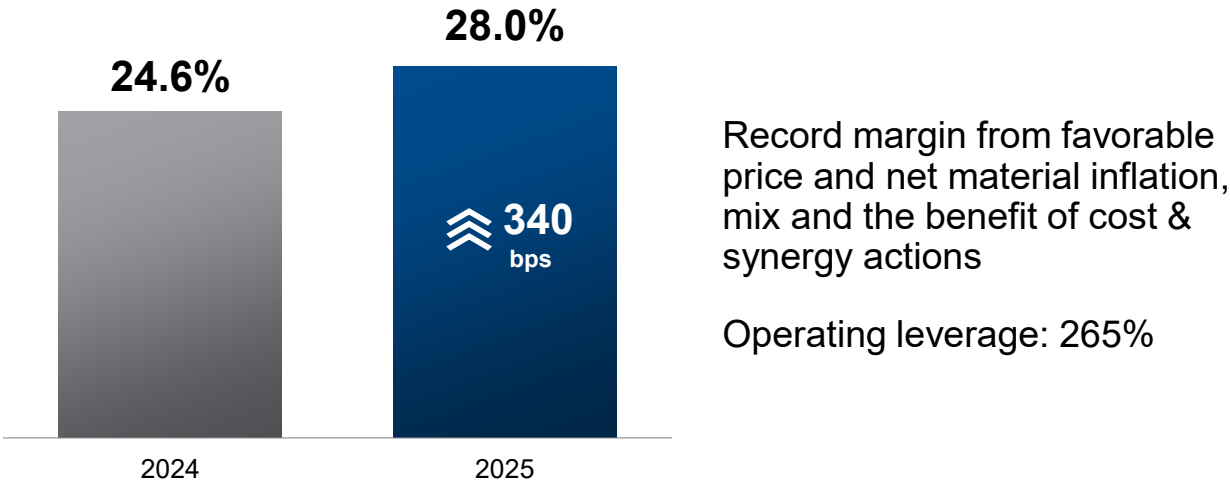 28.0%
24.6%
340
bps
Record margin from favorable
price and net material inflation,
mix and the benefit of cost &
synergy actions
Operating leverage: 265%
2024
2025